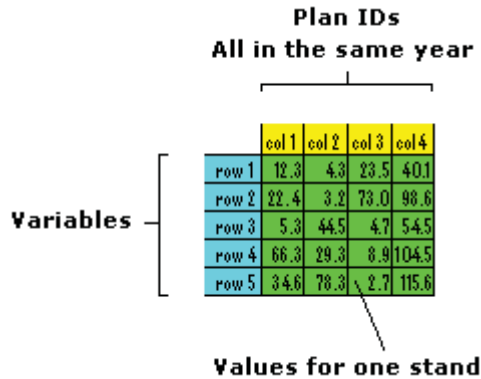 Plan IDs
All in the same year
col 1 col 2 col 3 col 4
row 1 12.3 4.3 23.5 40.1
row 2 22.4 3.2 73.0 98.6
Variables
row 3 5.3 44.5 4.7 54.5
row 4 66.3 29.3 8.9 104.5
row 5 34.6 78.3 2.7 115.6
Values for one stand